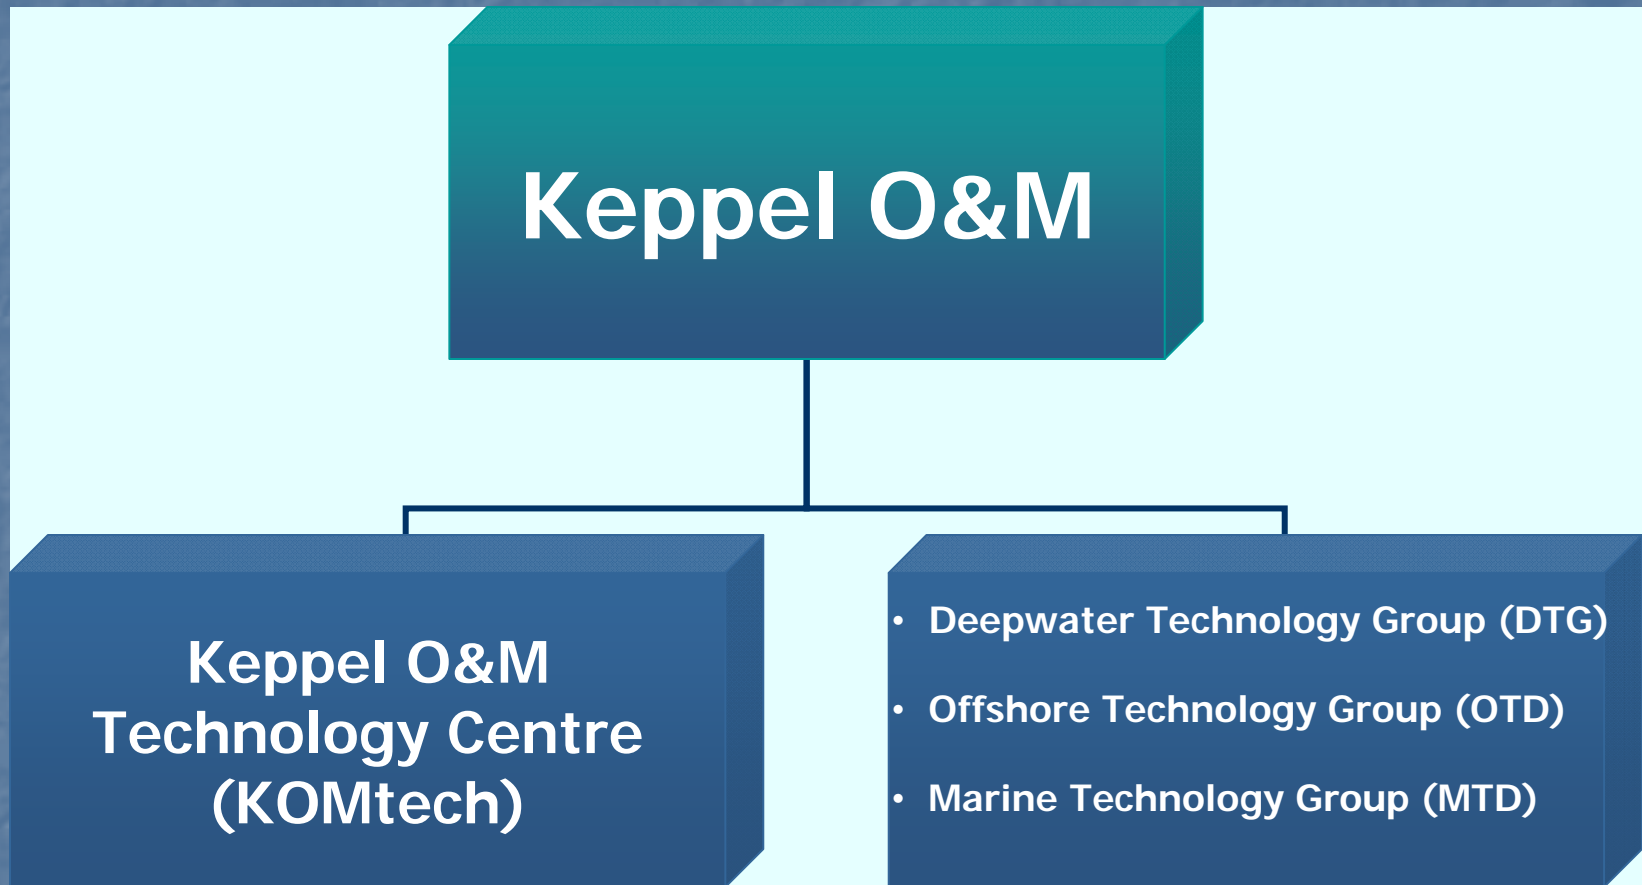 Keppel O&M
Keppel O&M
Technology Centre
(KOMtech)
• Deepwater Technology Group (DTG)
• Offshore Technology Group (OTD)
• Marine Technology Group (MTD)